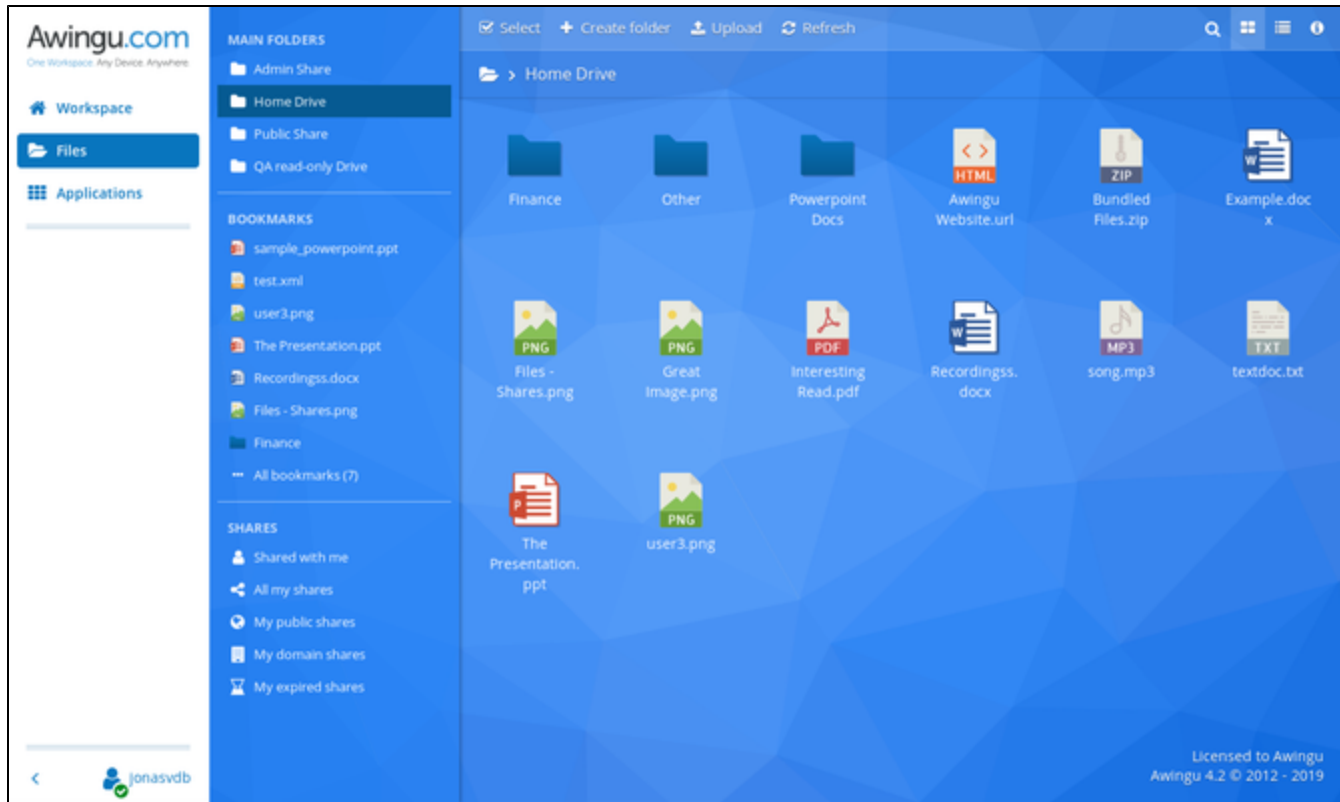 Awingu.com
One Workspace. Any Device. Anywhere.
Workspace
Files
Applications
jonasvdb
MAIN FOLDERS
Admin Share
Home Drive
Public Share
QA read-only Drive
BOOKMARKS
sample_powerpoint.ppt
test.xml
user3.png
The Presentation.ppt
Recordingss.docx
Files - Shares.png
Finance
All bookmarks (7)
SHARES
Shared with me
All my shares
My public shares
My domain shares
My expired shares
Select Create folder Upload Refresh
Home Drive
Finance
Other
Powerpoint
Docs
HTML
Awingu
Website.url
ZIP
Bundled
Files.zip
W
Example.doc
x
PNG
Files -
Shares.png
PNG
Great
Image.png
PDF
Interesting
Read.pdf
W
Recordingss.
docx
MP3
song.mp3
TXT
textdoc.txt
P
The
Presentation.
ppt
PNG
user3.png
Licensed to Awingu
Awingu 4.2 © 2012 - 2019